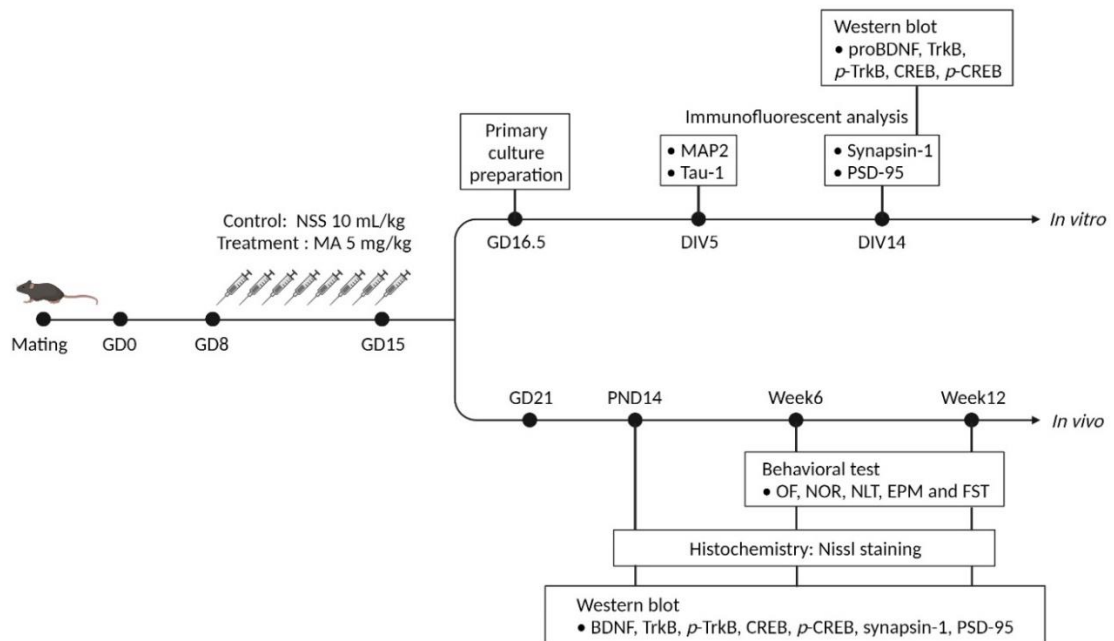 Western blot
● proBDNF, TrkB,
p-TrkB, CREB, p-CREB
Immunofluorescent analysis
Primary
culture
preparation
● MAP2
● Tau-1
● Synapsin-1
● PSD-95
Control: NSS 10 mL/kg
Treatment : MA 5 mg/kg
GD16.5
DIV5
DIV14
In vitro
Mating
GD0
GD8
GD15
GD21
PND14
Week6
Week12
In vivo
Behavioral test
● OF, NOR, NLT, EPM and FST
Histochemistry: Nissl staining
Western blot
● BDNF, TrkB, p-TrkB, CREB, p-CREB, synapsin-1, PSD-95